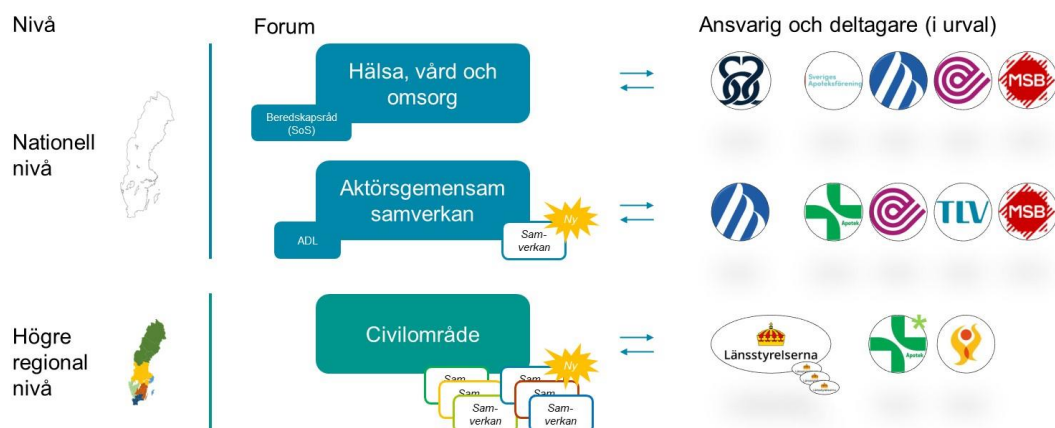 Nivå
Forum
Ansvarig och deltagare (i urval)
Hälsa, vård och
omsorg
Beredskapsråd
(SoS)
Sveriges
Apoteksförening
MSB
Nationell
nivå
Aktörsgemensam
samverkan
ADL
Ny
Sam-
verkan
Apotek
TLV
MSB
Högre
regional
nivå
Civilområde
Ny
Sam-
Sam-
Sam-
verkan
Sam-
verkan
Länsstyrelserna
Apotek